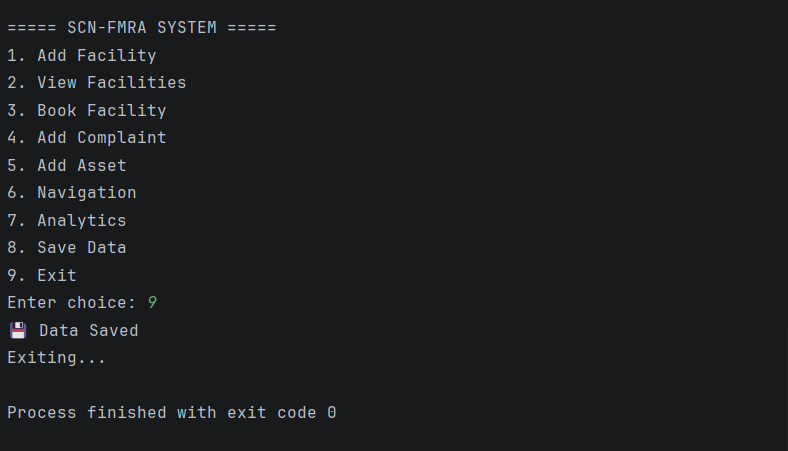 ===== SCN-FMRA SYSTEM =====
1. Add Facility
2. View Facilities
3. Book Facility
4. Add Complaint
5. Add Asset
6. Navigation
7. Analytics
8. Save Data
9. Exit
Enter choice: 9
💾 Data Saved
Exiting...
Process finished with exit code 0